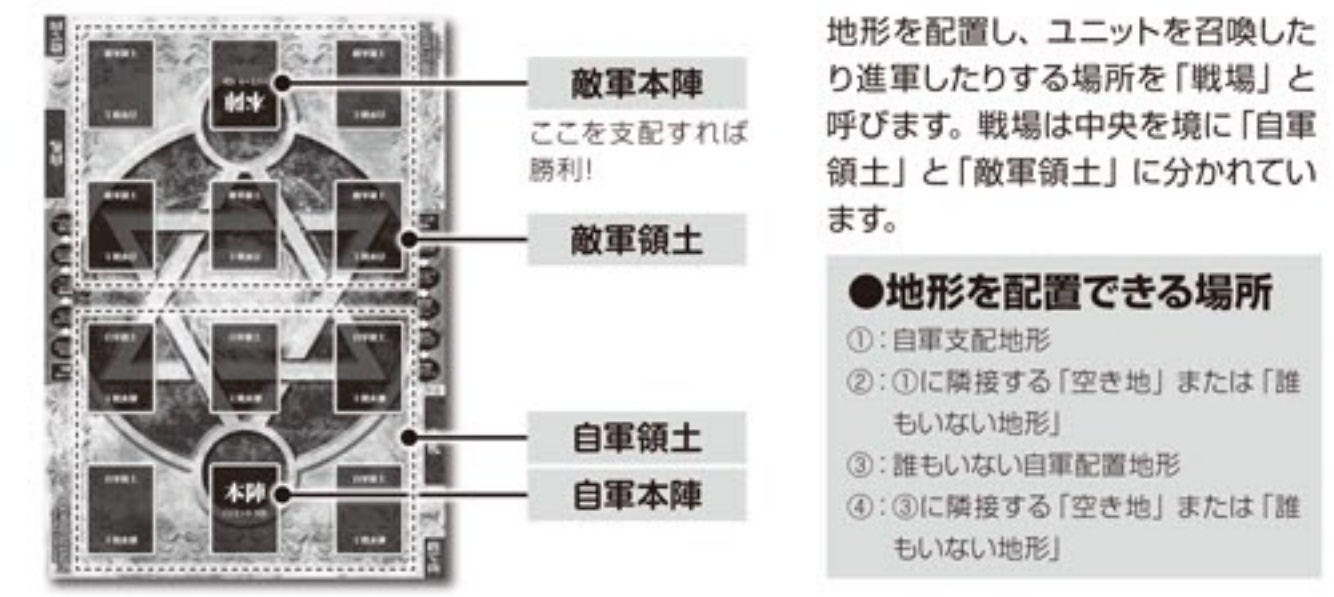 敵軍本陣
ここを支配すれば
勝利!
敵軍領土
自軍領土
自軍本陣
本陣
本陣
地形を配置し、ユニットを召喚した
り進軍したりする場所を「戦場」と
呼びます。戦場は中央を境に「自軍
領土」と「敵軍領土」に分かれてい
ます。
●地形を配置できる場所
①：自軍支配地形
②：①に隣接する「空き地」または「誰
もいない地形」
③：誰もいない自軍配置地形
④：③に隣接する「空き地」または「誰
もいない地形」